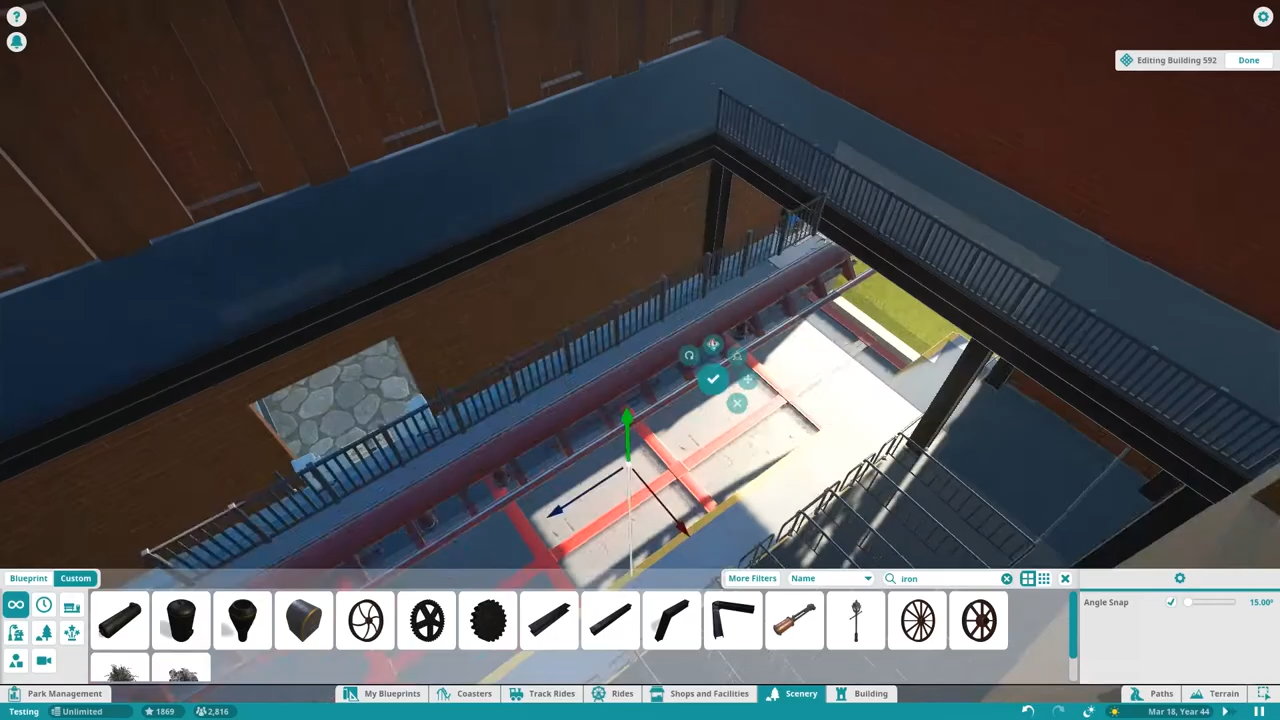 ?
Editing Building 592 Done
Blueprint Custom More Filters Name iron
Angle Snap 15.00°
Park Management My Blueprints Coasters Track Rides Rides Shops and Facilities Scenery Building Paths Terrain
Testing Unlimited 1869 2,816 Mar 18, Year 44